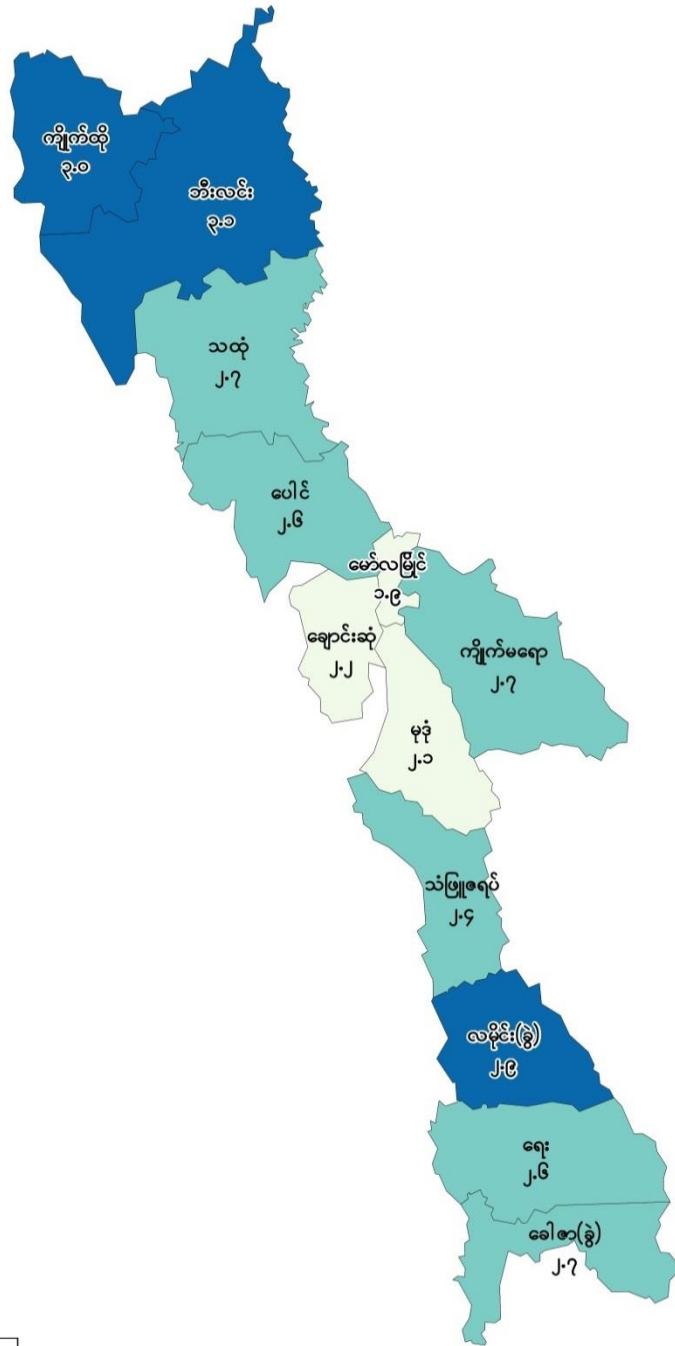 ကျိုက်ထို
၃.၀
ဘီးလင်း
၃.၁
သထုံ
၂.၇
ပေါင်
၂.၆
မော်လမြိုင်
၁.၉
ချောင်းဆုံ
၂.၂
ကျိုက်မရော
၂.၇
မုဒုံ
၂.၁
သံဖြူဇရပ်
၂.၄
လမိုင်း(ခွဲ)
၂.၉
ရေး
၂.၆
ခေါဇာ(ခွဲ)
၂.၇